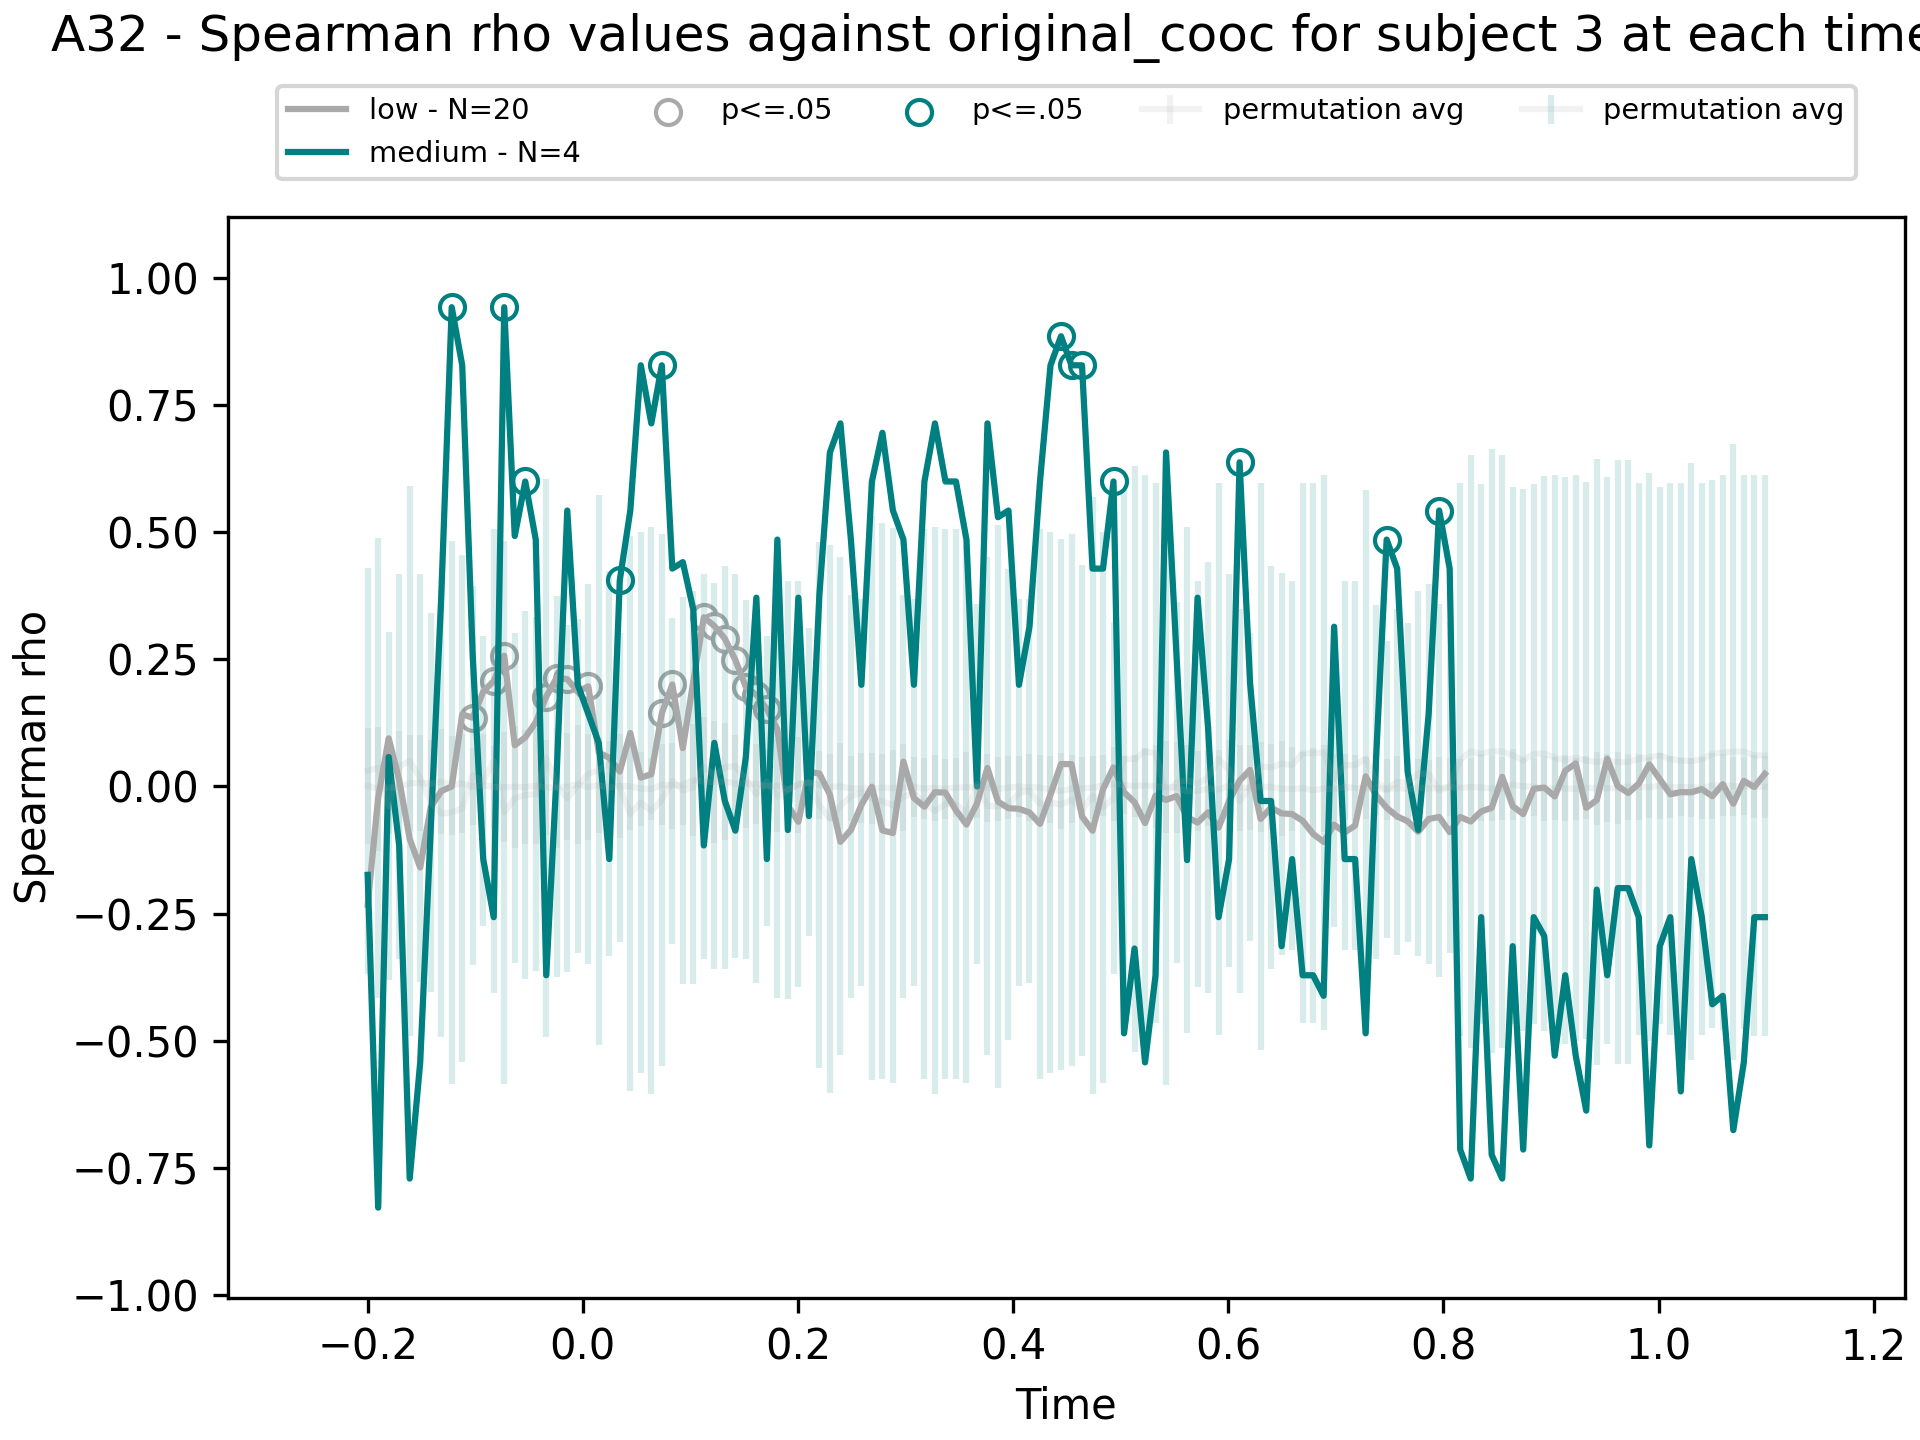 A32 - Spearman rho values against original_cooc for subject 3 at each time
low - N=20
medium - N=4
p<=.05
p<=.05
permutation avg
permutation avg
1.00
0.75
0.50
0.25
0.00
−0.25
−0.50
−0.75
−1.00
Spearman rho
−0.2 0.0 0.2 0.4 0.6 0.8 1.0 1.2
Time